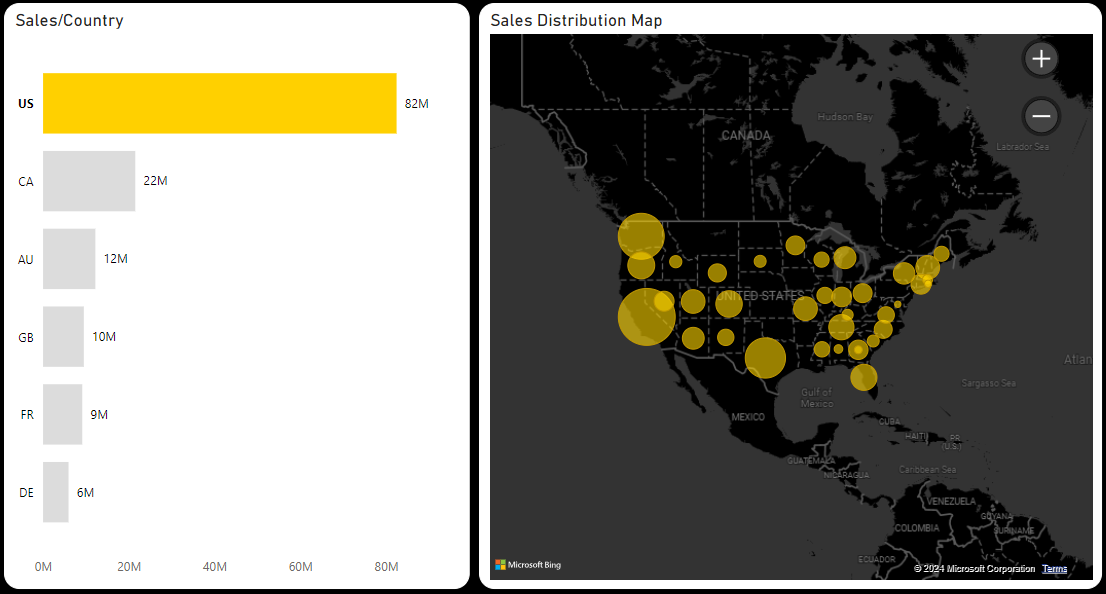 Sales/Country
US
82M
CA
22M
AU
12M
GB
10M
FR
9M
DE
6M
0M
20M
40M
60M
80M
Sales Distribution Map
+
−
Hudson Bay
CANADA
Labrador Sea
UNITED STATES
Atlan
Sargasso Sea
Gulf of
Mexico
MEXICO
CUBA
HAITI
PR
(U.S.)
GUATEMALA
Caribbean Sea
NICARAGUA
VENEZUELA
GUYANA
COLOMBIA
SURINAME
ECUADOR
Microsoft Bing
© 2024 Microsoft Corporation
Terms